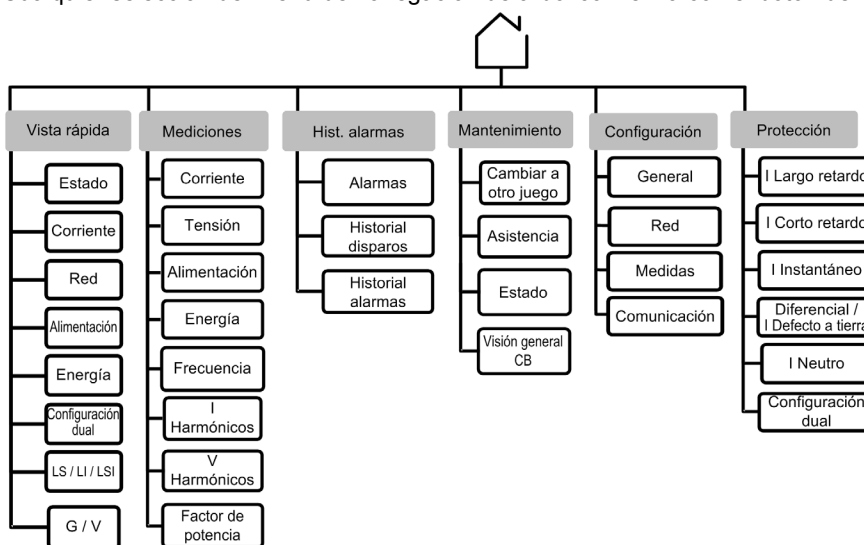 Vista rápida
Estado
Corriente
Red
Alimentación
Energía
Configuración
dual
LS / LI / LSI
G / V
Mediciones
Corriente
Tensión
Alimentación
Energía
Frecuencia
I
Harmónicos
V
Harmónicos
Factor de
potencia
Hist. alarmas
Alarmas
Historial
disparos
Historial
alarmas
Mantenimiento
Cambiar a
otro juego
Asistencia
Estado
Visión general
CB
Configuración
General
Red
Medidas
Comunicación
Protección
I Largo retardo
I Corto retardo
I Instantáneo
Diferencial /
I Defecto a tierra
I Neutro
Configuración
dual